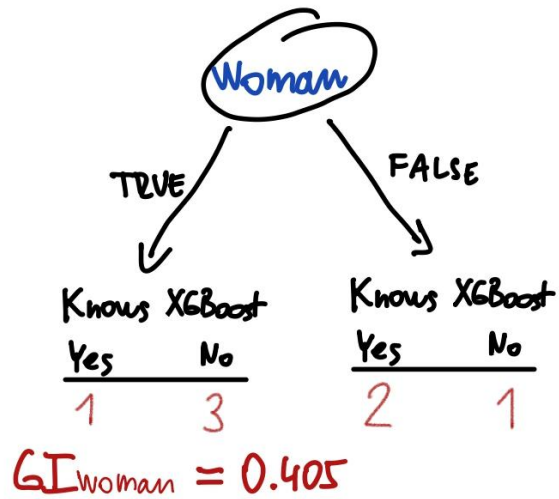 Woman
TRUE FALSE
Knows XGBoost Knows XGBoost
Yes No Yes No
1 3 2 1
GIwoman = 0.405